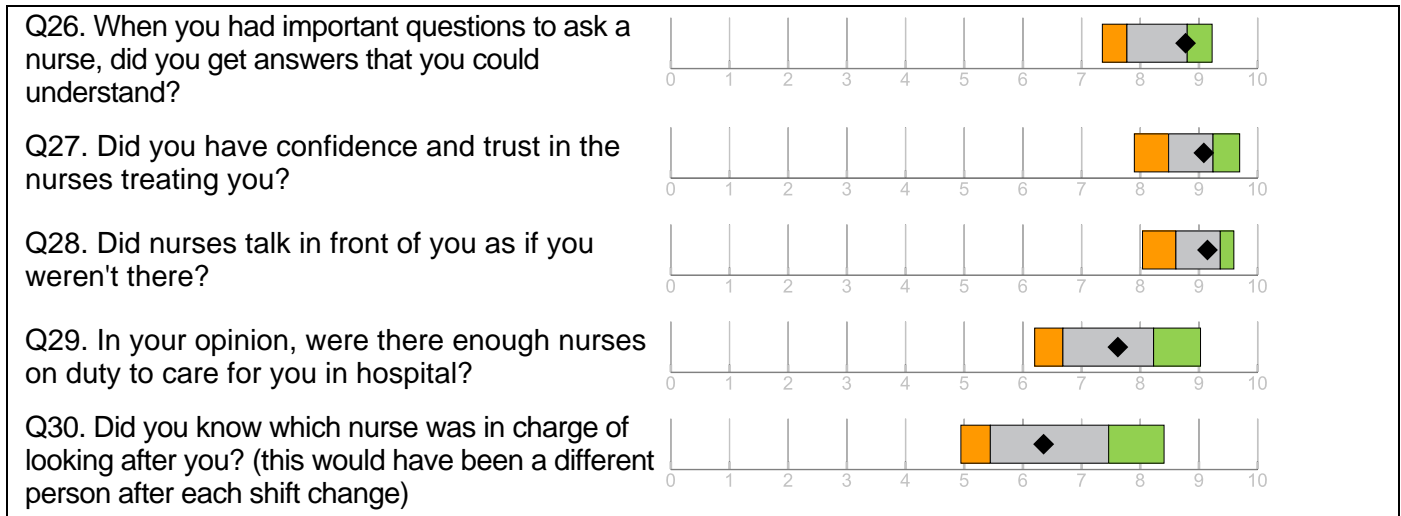 Q26. When you had important questions to ask a
nurse, did you get answers that you could
understand?
0 1 2 3 4 5 6 7 8 9 10
Q27. Did you have confidence and trust in the
nurses treating you?
0 1 2 3 4 5 6 7 8 9 10
Q28. Did nurses talk in front of you as if you
weren't there?
0 1 2 3 4 5 6 7 8 9 10
Q29. In your opinion, were there enough nurses
on duty to care for you in hospital?
0 1 2 3 4 5 6 7 8 9 10
Q30. Did you know which nurse was in charge of
looking after you? (this would have been a different
person after each shift change)
0 1 2 3 4 5 6 7 8 9 10